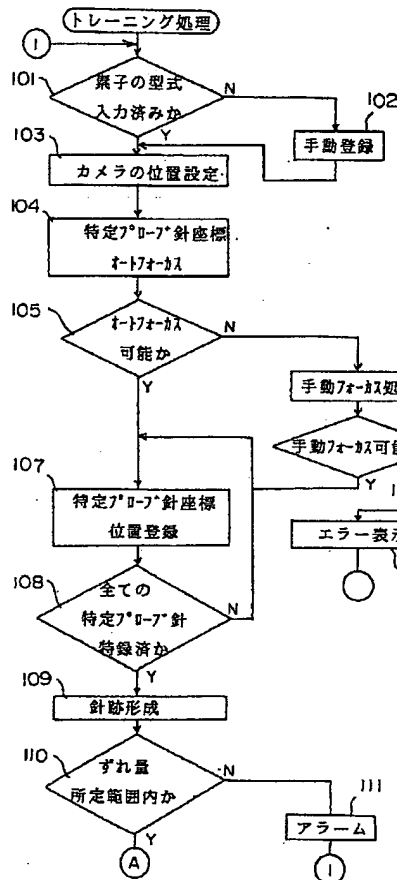 トレーニング処理
1
101
素子の型式
入力済みか
N
Y
102
手動登録
103
カメラの位置設定
104
特定プローブ針座標
オートフォーカス
105
オートフォーカス
可能か
N
Y
手動フォーカス処
手動フォーカス可能
Y
エラー表示
107
特定プローブ針座標
位置登録
108
全ての
特定プローブ針
特録済か
N
Y
109
針跡形成
110
ずれ量
所定範囲内か
N
Y
111
アラーム
A
1